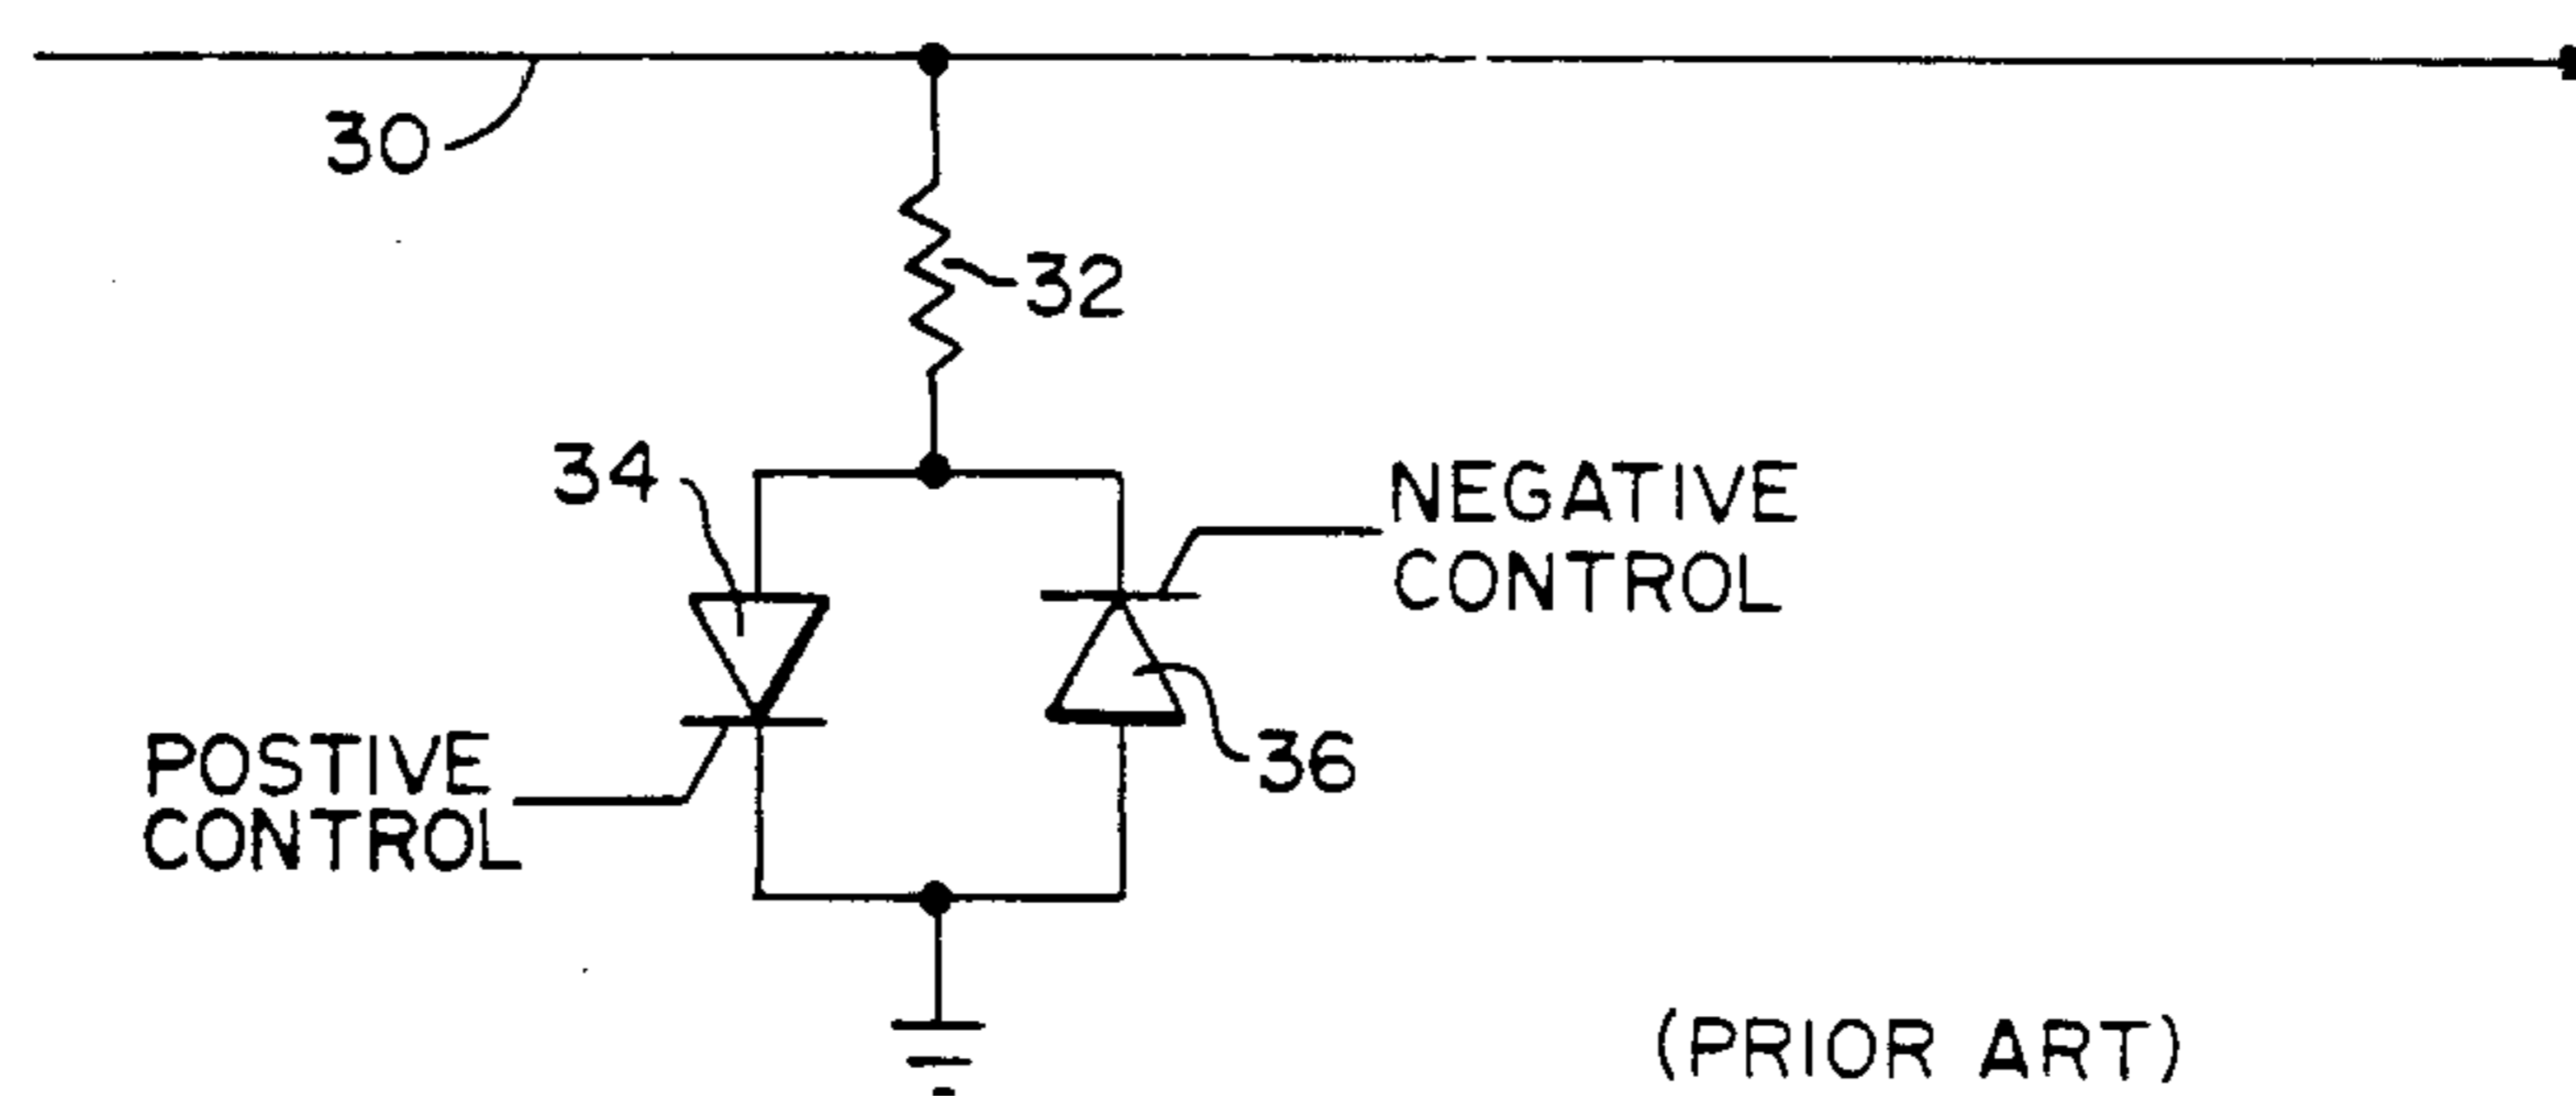 30
32
34
NEGATIVE
CONTROL
36
POSTIVE
CONTROL
(PRIOR ART)